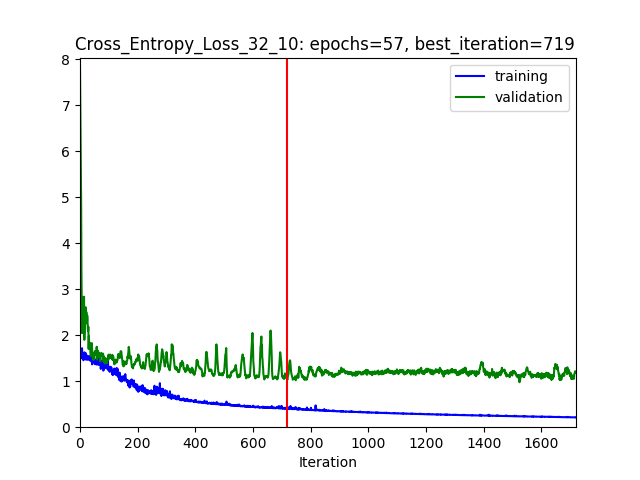 Cross_Entropy_Loss_32_10: epochs=57, best_iteration=719
training
validation
8
7
6
5
4
3
2
1
0
0 200 400 600 800 1000 1200 1400 1600
Iteration